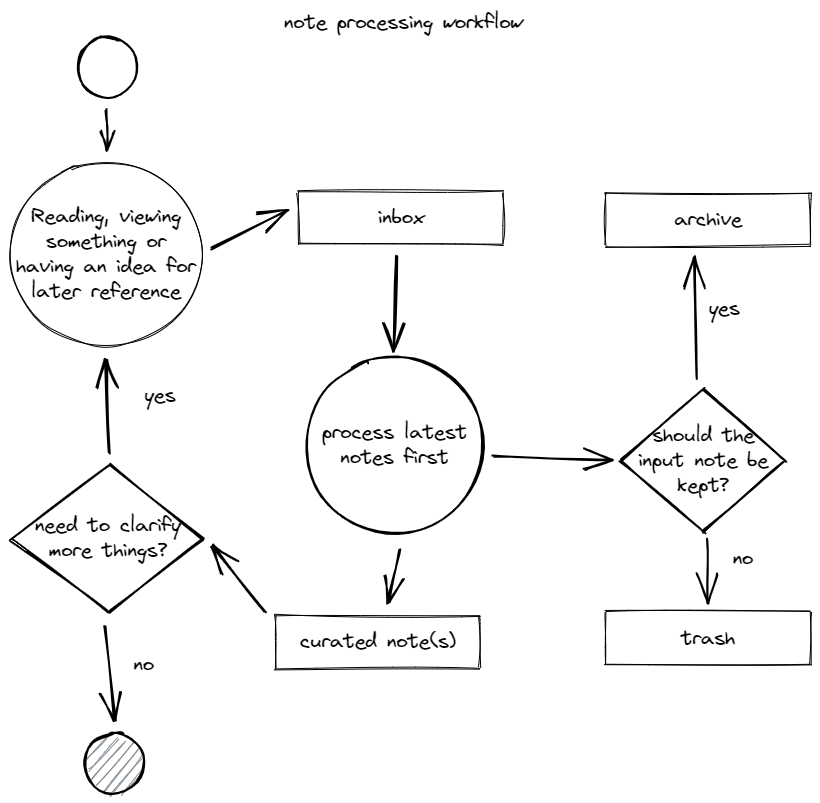 note processing workflow
Reading, viewing
something or
having an idea for
later reference
inbox
archive
yes
yes
process latest
notes first
should the
input note be
kept?
need to clarify
more things?
no
curated note(s)
trash
no